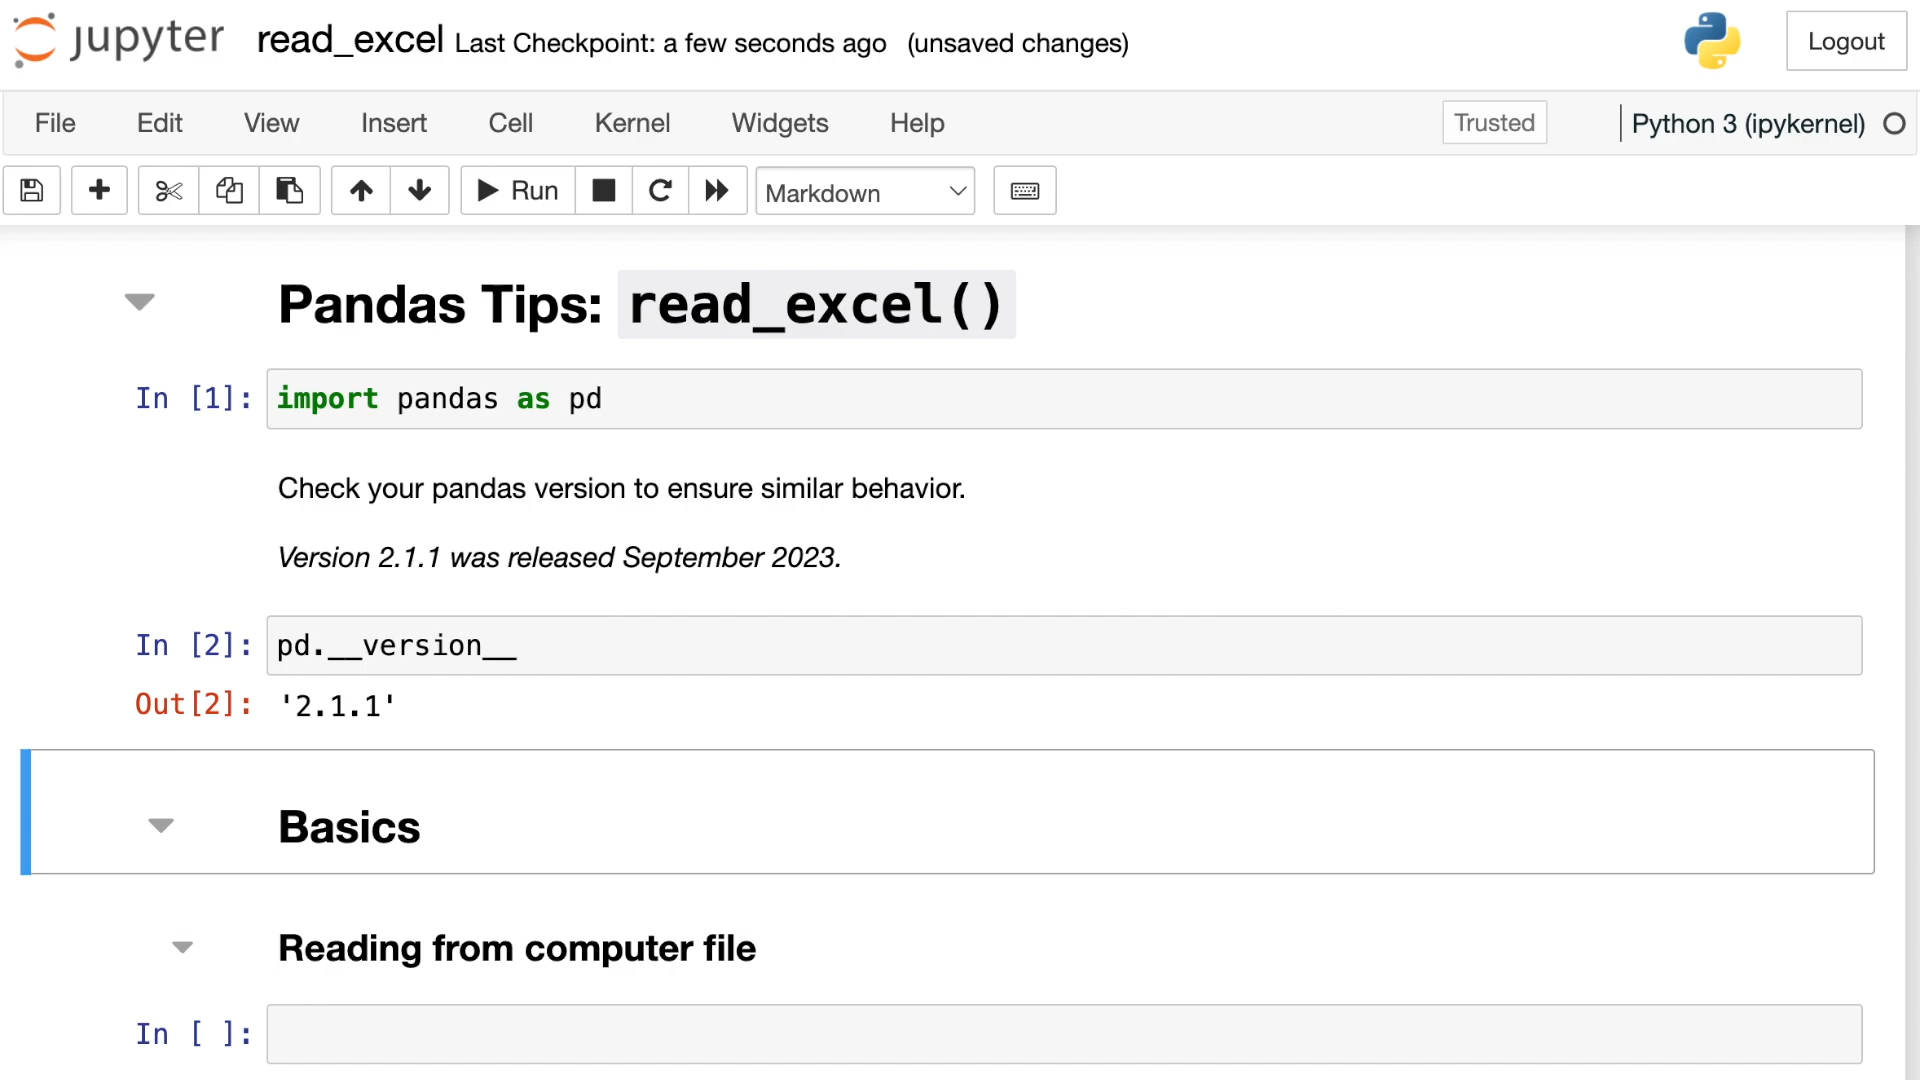 jupyter read_excel Last Checkpoint: a few seconds ago (unsaved changes) Logout
File Edit View Insert Cell Kernel Widgets Help Trusted Python 3 (ipykernel)
Run Markdown
Pandas Tips: read_excel()
In [1]: import pandas as pd
Check your pandas version to ensure similar behavior.
Version 2.1.1 was released September 2023.
In [2]: pd.__version__
Out[2]: '2.1.1'
Basics
Reading from computer file
In [ ]: